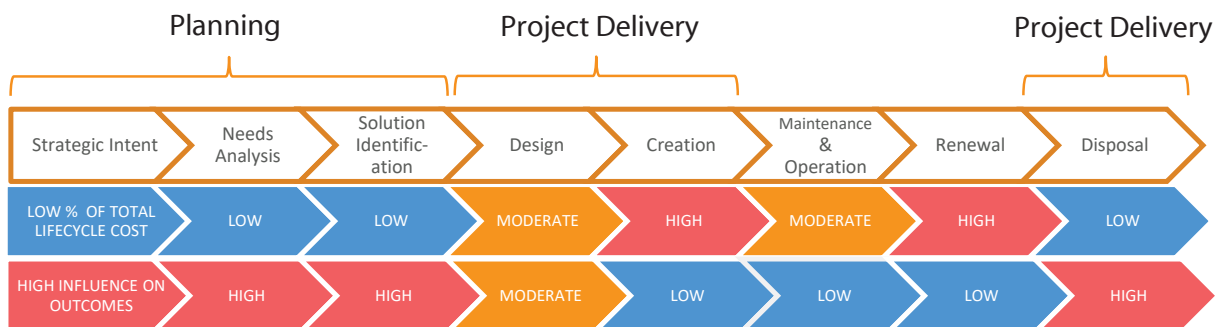 Planning
Project Delivery
Project Delivery
Strategic Intent
Needs
Analysis
Solution
Identific-
ation
Design
Creation
Maintenance
&
Operation
Renewal
Disposal
LOW % OF TOTAL
LIFECYCLE COST
LOW
LOW
MODERATE
HIGH
MODERATE
HIGH
LOW
HIGH INFLUENCE ON
OUTCOMES
HIGH
HIGH
MODERATE
LOW
LOW
LOW
HIGH